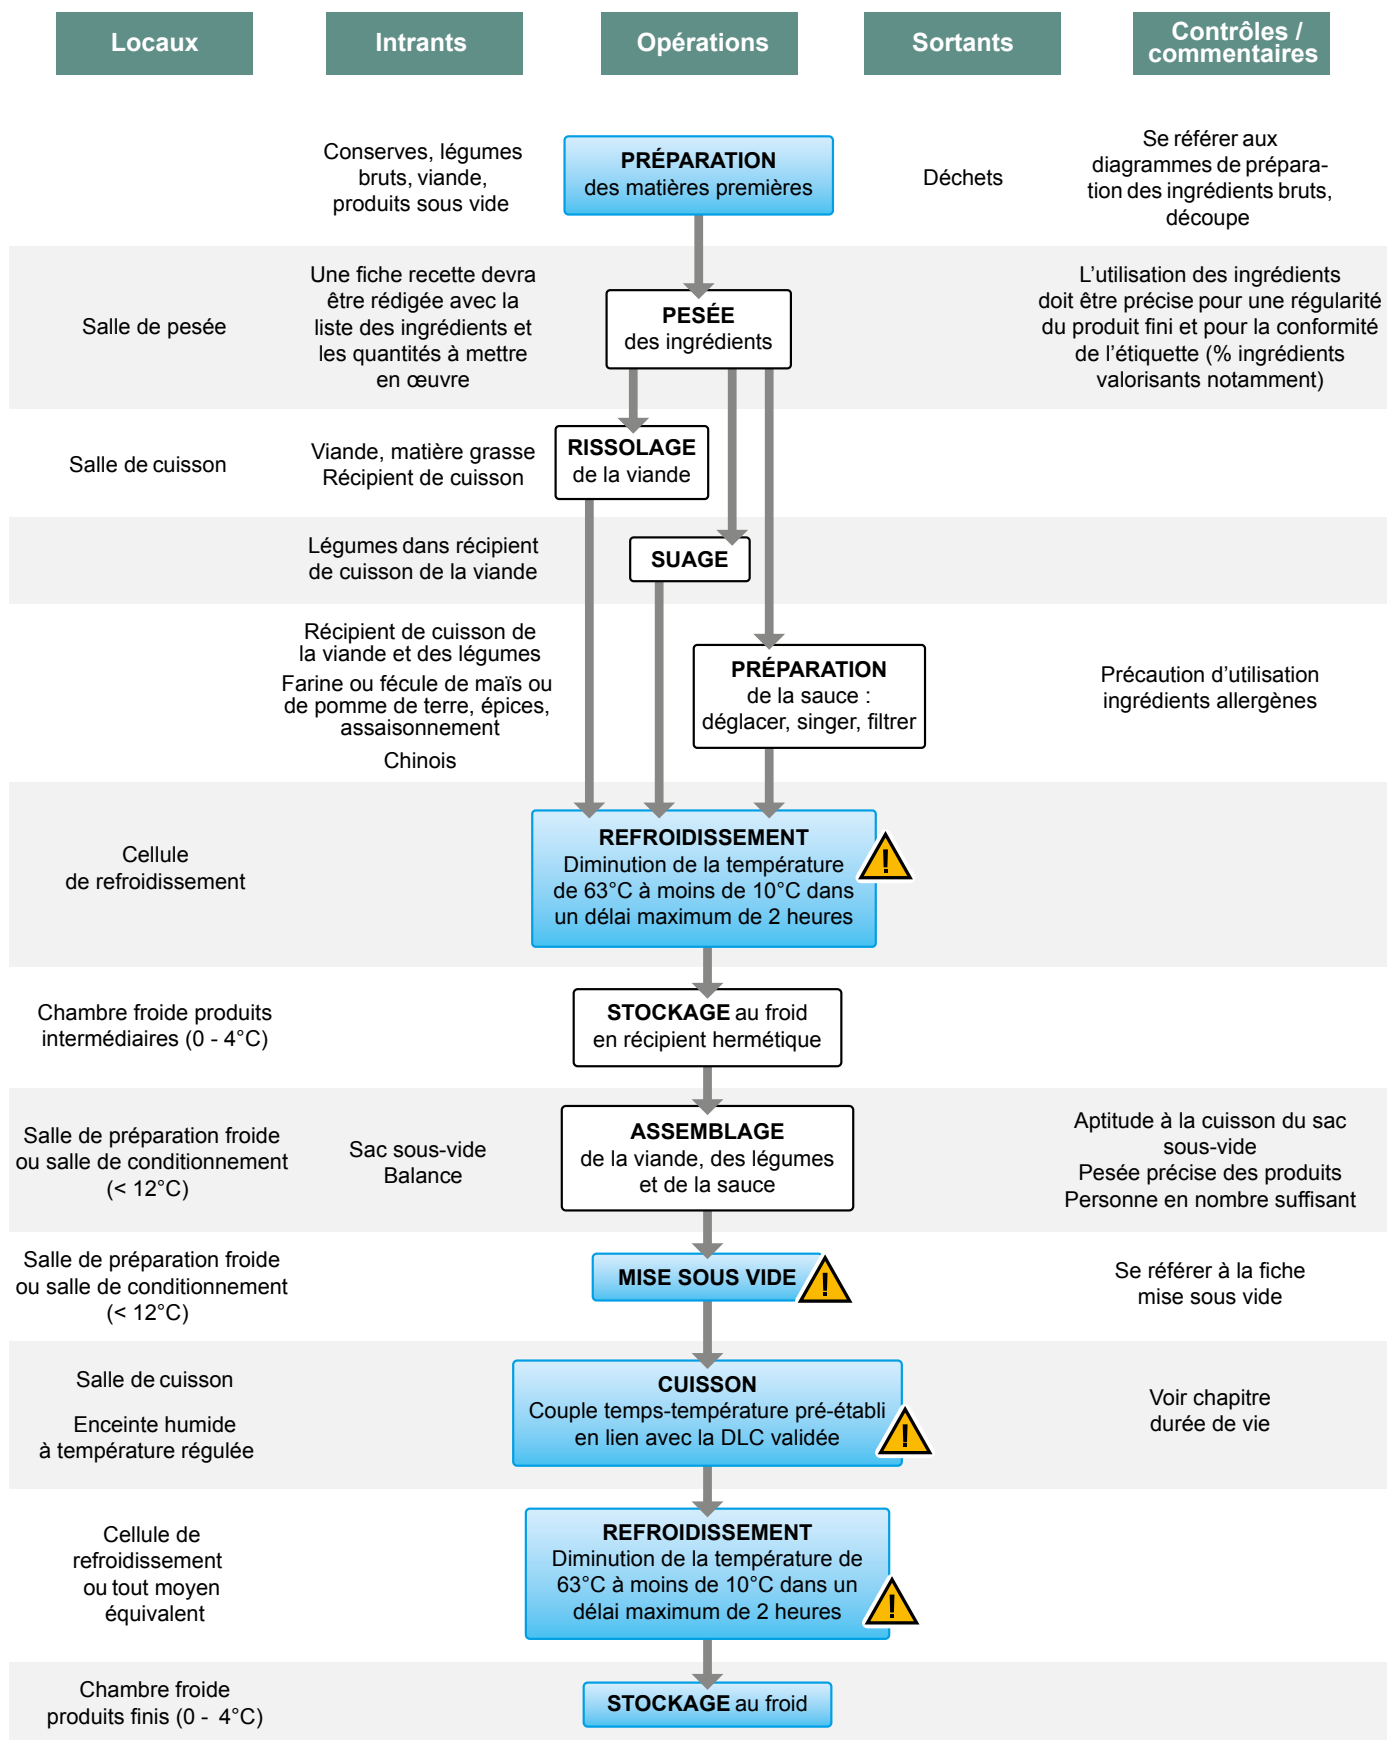 Locaux
Intrants
Opérations
Sortants
Contrôles /
commentaires
Conserves, légumes
bruts, viande,
produits sous vide
PRÉPARATION
des matières premières
Déchets
Se référer aux
diagrammes de prépara-
tion des ingrédients bruts,
découpe
Salle de pesée
Une fiche recette devra
être rédigée avec la
liste des ingrédients et
les quantités à mettre
en œuvre
PESÉE
des ingrédients
L’utilisation des ingrédients
doit être précise pour une régularité
du produit fini et pour la conformité
de l’étiquette (% ingrédients
valorisants notamment)
Salle de cuisson
Viande, matière grasse
Récipient de cuisson
RISSOLAGE
de la viande
Légumes dans récipient
de cuisson de la viande
SUAGE
Récipient de cuisson de
la viande et des légumes
Farine ou fécule de maïs ou
de pomme de terre, épices,
assaisonnement
Chinois
PRÉPARATION
de la sauce :
déglacer, singer, filtrer
Précaution d’utilisation
ingrédients allergènes
Cellule
de refroidissement
REFROIDISSEMENT
Diminution de la température
de 63°C à moins de 10°C dans
un délai maximum de 2 heures
!
Chambre froide produits
intermédiaires (0 - 4°C)
STOCKAGE au froid
en récipient hermétique
Salle de préparation froide
ou salle de conditionnement
(< 12°C)
Sac sous-vide
Balance
ASSEMBLAGE
de la viande, des légumes
et de la sauce
Aptitude à la cuisson du sac
sous-vide
Pesée précise des produits
Personne en nombre suffisant
Salle de préparation froide
ou salle de conditionnement
(< 12°C)
MISE SOUS VIDE
!
Se référer à la fiche
mise sous vide
Salle de cuisson
Enceinte humide
à température régulée
CUISSON
Couple temps-température pré-établi
en lien avec la DLC validée
!
Voir chapitre
durée de vie
Cellule de
refroidissement
ou tout moyen
équivalent
REFROIDISSEMENT
Diminution de la température de
63°C à moins de 10°C dans un
délai maximum de 2 heures
!
Chambre froide
produits finis (0 - 4°C)
STOCKAGE au froid